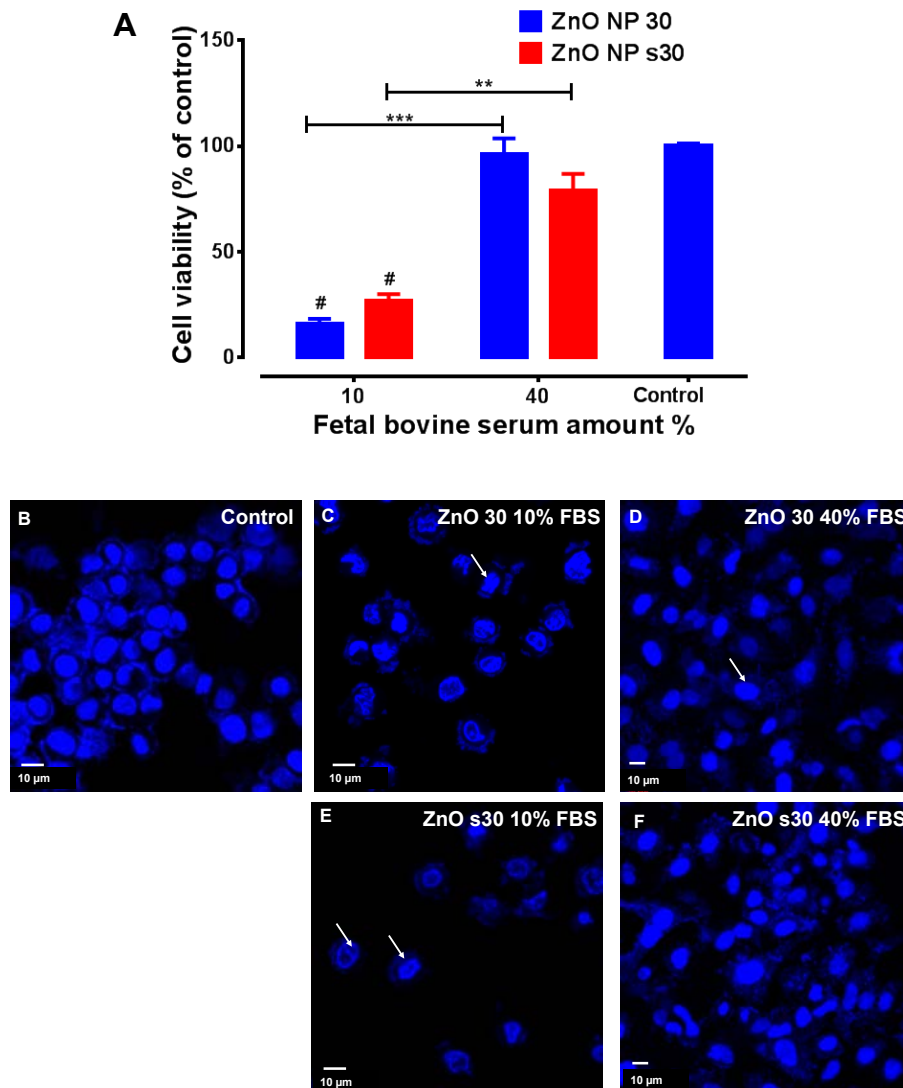 A
ZnO NP 30
ZnO NP s30
150
100
50
0
Cell viability (% of control)
**
***
#
#
10
40
Control
Fetal bovine serum amount %
B
Control
10 µm
C
ZnO 30 10% FBS
10 µm
D
ZnO 30 40% FBS
10 µm
E
ZnO s30 10% FBS
10 µm
F
ZnO s30 40% FBS
10 µm